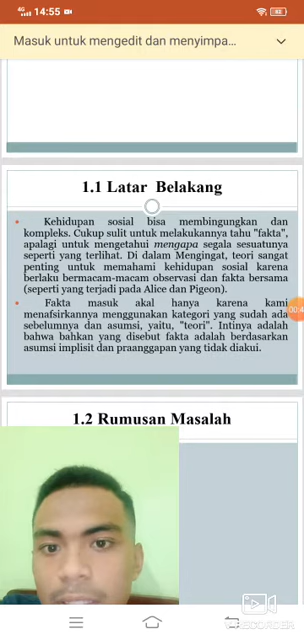 4G 14:55
Masuk untuk mengedit dan menyimpa...
1.1 Latar Belakang
• Kehidupan sosial bisa membingungkan dan
kompleks. Cukup sulit untuk melakukannya tahu "fakta",
apalagi untuk mengetahui mengapa segala sesuatunya
seperti yang terlihat. Di dalam Mengingat, teori sangat
penting untuk memahami kehidupan sosial karena
berlaku bermacam-macam observasi dan fakta bersama
(seperti yang terjadi pada Alice dan Pigeon).
• Fakta masuk akal hanya karena kami
menafsirkannya menggunakan kategori yang sudah ada
sebelumnya dan asumsi, yaitu, "teori". Intinya adalah
bahwa bahkan yang disebut fakta adalah berdasarkan
asumsi implisit dan praanggapan yang tidak diakui.
1.2 Rumusan Masalah
RECORDER